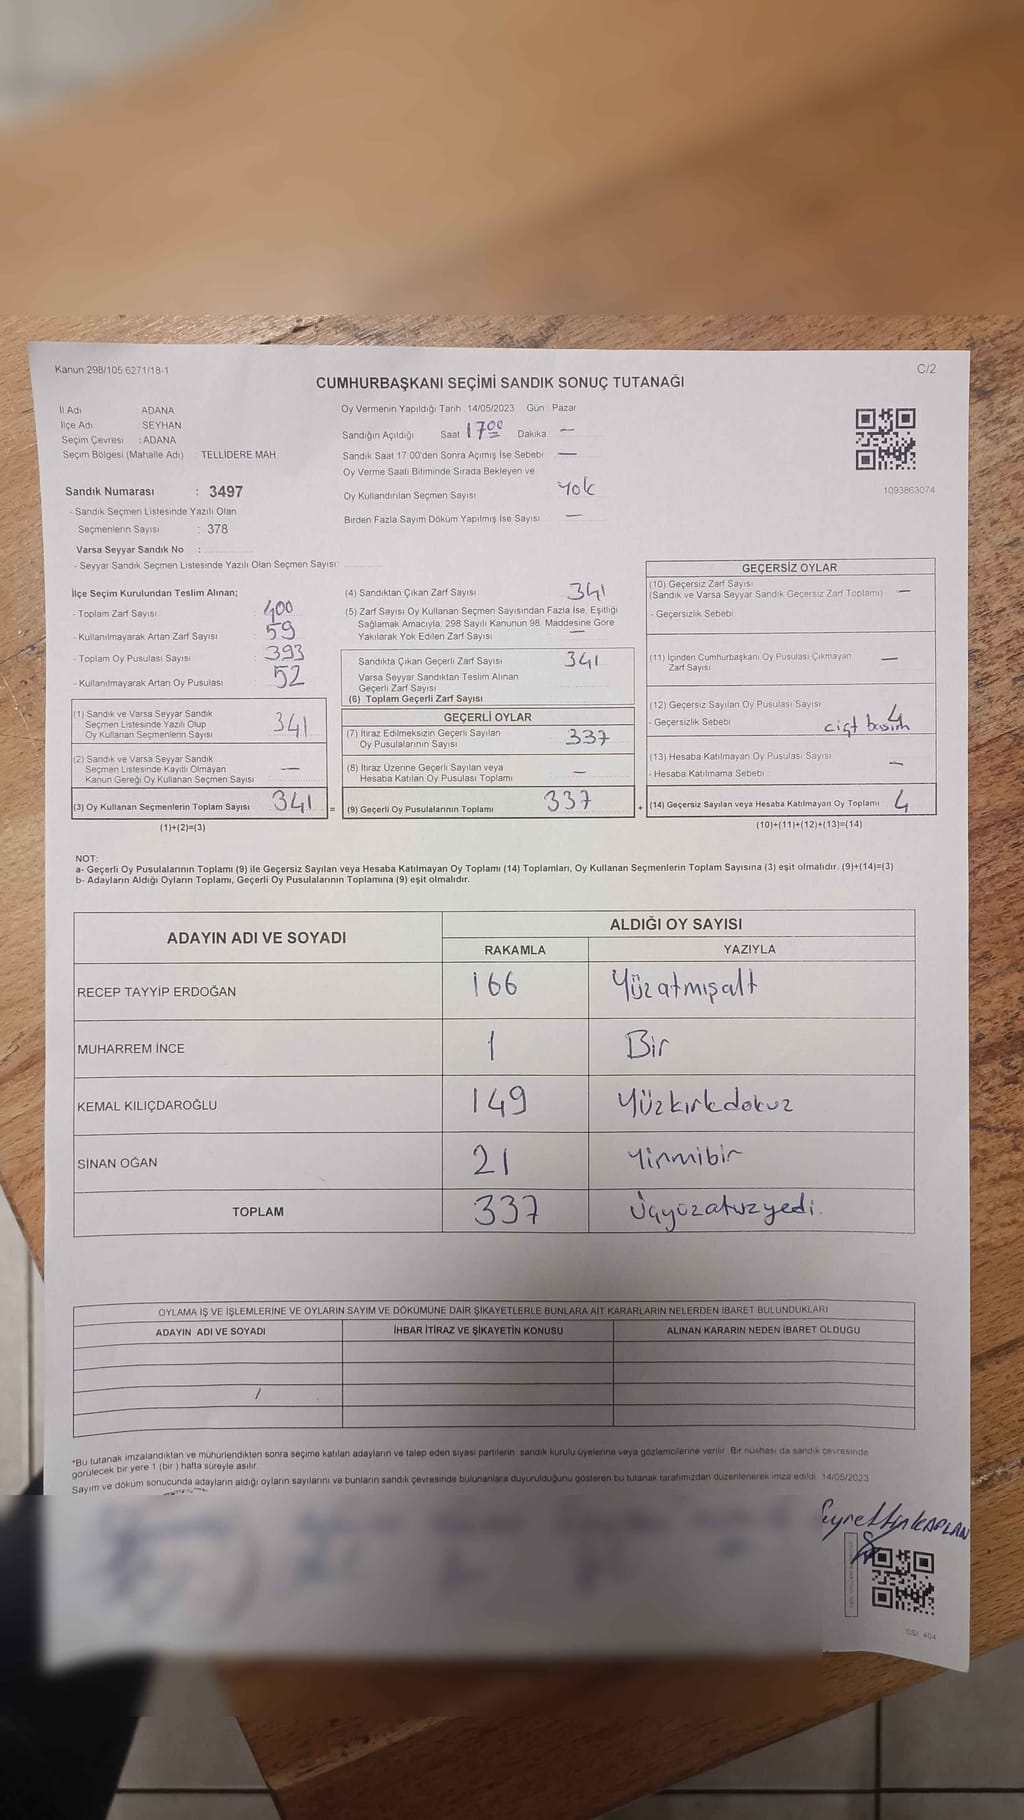 Kanun 298/105 6271/18-1
C/2
CUMHURBAŞKANI SEÇİMİ SANDIK SONUÇ TUTANAĞI
İl Adı : ADANA
İlçe Adı : SEYHAN
Seçim Çevresi : ADANA
Seçim Bölgesi (Mahalle Adı) : TELLİDERE MAH
Sandık Numarası : 3497
- Sandık Seçmen Listesinde Yazılı Olan
Seçmenlerin Sayısı : 378
Varsa Seyyar Sandık No :
- Seyyar Sandık Seçmen Listesinde Yazılı Olan Seçmen Sayısı:
Oy Vermenin Yapıldığı Tarih : 14/05/2023 Gün : Pazar
Sandığın Açıldığı Saat 17 00 Dakika —
Sandık Saat 17:00'den Sonra Açımış İse Sebebi —
Oy Verme Saati Bitiminde Sırada Bekleyen ve
Oy Kullandırılan Seçmen Sayısı Yok
Birden Fazla Sayım Döküm Yapılmış İse Sayısı —
1093863074
İlçe Seçim Kurulundan Teslim Alınan;
- Toplam Zarf Sayısı 400
- Kullanılmayarak Artan Zarf Sayısı 59
- Toplam Oy Pusulası Sayısı 393
- Kullanılmayarak Artan Oy Pusulası 52
(1) Sandık ve Varsa Seyyar Sandık
Seçmen Listesinde Yazılı Olup
Oy Kullanan Seçmenlerin Sayısı 341
(2) Sandık ve Varsa Seyyar Sandık
Seçmen Listesinde Kayıtlı Olmayan
Kanun Gereği Oy Kullanan Seçmen Sayısı —
(3) Oy Kullanan Seçmenlerin Toplam Sayısı 341 =
(1)+(2)=(3)
(4) Sandıktan Çıkan Zarf Sayısı 341
(5) Zarf Sayısı Oy Kullanan Seçmen Sayısından Fazla İse, Eşitliği
Sağlamak Amacıyla, 298 Sayılı Kanunun 98. Maddesine Göre
Yakılarak Yok Edilen Zarf Sayısı —
Sandıkta Çıkan Geçerli Zarf Sayısı 341
Varsa Seyyar Sandıktan Teslim Alınan
Geçerli Zarf Sayısı
(6) Toplam Geçerli Zarf Sayısı
GEÇERLİ OYLAR
(7) İtiraz Edilmeksizin Geçerli Sayılan
Oy Pusulalarının Sayısı 337
(8) İtiraz Üzerine Geçerli Sayılan veya
Hesaba Katılan Oy Pusulası Toplamı —
(9) Geçerli Oy Pusulalarının Toplamı 337 +
GEÇERSİZ OYLAR
(10) Geçersiz Zarf Sayısı
(Sandık ve Varsa Seyyar Sandık Geçersiz Zarf Toplamı) —
- Geçersizlik Sebebi
(11) İçinden Cumhurbaşkanı Oy Pusulası Çıkmayan
Zarf Sayısı —
(12) Geçersiz Sayılan Oy Pusulası Sayısı 4
- Geçersizlik Sebebi çift basım
(13) Hesaba Katılmayan Oy Pusulası Sayısı —
- Hesaba Katılmama Sebebi
(14) Geçersiz Sayılan veya Hesaba Katılmayan Oy Toplamı 4
(10)+(11)+(12)+(13)=(14)
NOT:
a- Geçerli Oy Pusulalarının Toplamı (9) ile Geçersiz Sayılan veya Hesaba Katılmayan Oy Toplamı (14) Toplamları, Oy Kullanan Seçmenlerin Toplam Sayısına (3) eşit olmalıdır. (9)+(14)=(3)
b- Adayların Aldığı Oyların Toplamı, Geçerli Oy Pusulalarının Toplamına (9) eşit olmalıdır.
ADAYIN ADI VE SOYADI ALDIĞI OY SAYISI
RAKAMLA YAZIYLA
RECEP TAYYİP ERDOĞAN 166 Yüzatmışaltı
MUHARREM İNCE 1 Bir
KEMAL KILIÇDAROĞLU 149 Yüzkırkdokuz
SİNAN OĞAN 21 Yirmibir
TOPLAM 337 Üçyüzotuzyedi.
OYLAMA İŞ VE İŞLEMLERİNE VE OYLARIN SAYIM VE DÖKÜMÜNE DAİR ŞİKAYETLERLE BUNLARA AİT KARARLARIN NELERDEN İBARET BULUNDUKLARI
ADAYIN ADI VE SOYADI İHBAR İTİRAZ VE ŞİKAYETİN KONUSU ALINAN KARARIN NEDEN İBARET OLDUĞU
*Bu tutanak imzalandıktan ve mühürlendikten sonra seçime katılan adayların ve talep eden siyasi partilerin sandık kurulu üyelerine veya gözlemcilerine verilir. Bir nüshası da sandık çevresinde
görülecek bir yere 1 (bir) hafta süreyle asılır.
Sayım ve döküm sonucunda adayların aldığı oyların sayılarını ve bunların sandık çevresinde bulunanlara duyurulduğunu gösteren bu tutanak tarafımızdan düzenlenerek imza edildi. 14/05/2023
KAPLAN